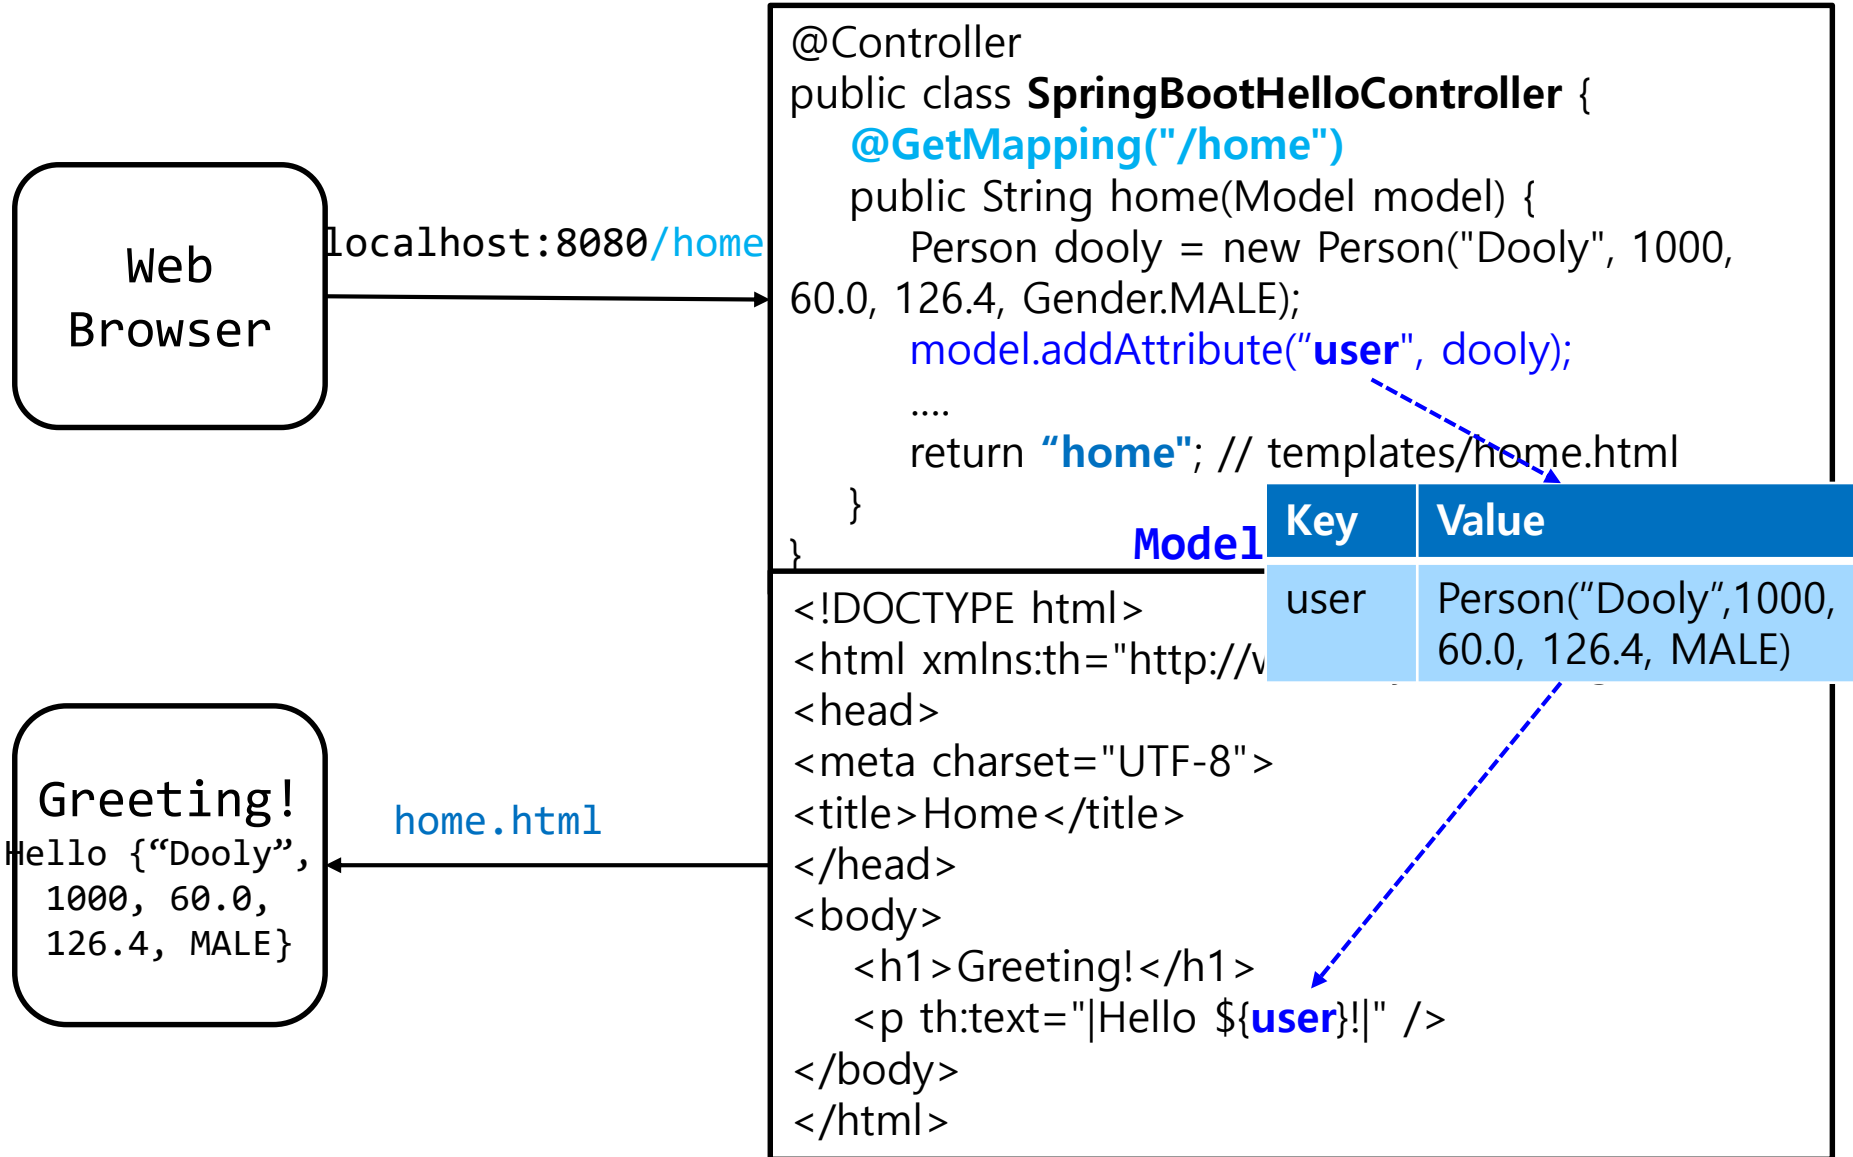 Web
Browser
localhost:8080/home
@Controller
public class SpringBootHelloController {
@GetMapping("/home")
public String home(Model model) {
Person dooly = new Person("Dooly", 1000,
60.0, 126.4, Gender.MALE);
model.addAttribute(“user", dooly);
....
return “home"; // templates/home.html
}
}
Model
Key Value
user Person(“Dooly“,1000,
60.0, 126.4, MALE)
<!DOCTYPE html>
<html xmlns:th="http://
<head>
<meta charset="UTF-8">
<title>Home</title>
</head>
<body>
<h1>Greeting!</h1>
<p th:text="|Hello ${user}!|" />
</body>
</html>
home.html
Greeting!
Hello {“Dooly”,
1000, 60.0,
126.4, MALE}